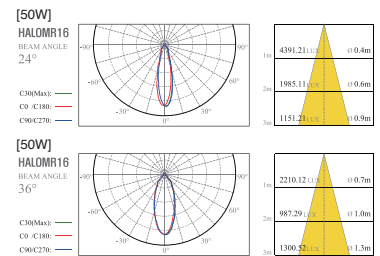 [50W]
HALOMR16
BEAM ANGLE
24°
C30(Max):
C0 /C180:
C90/C270:
-90° 90°
-60° 60°
-30° 30°
0°
1m 4391.21LUX Ø 0.4m
2m 1985.11LUX Ø 0.6m
3m 1151.21LUX Ø 0.9m
[50W]
HALOMR16
BEAM ANGLE
36°
C30(Max):
C0 /C180:
C90/C270:
-90° 90°
-60° 60°
-30° 30°
0°
1m 2210.12LUX Ø 0.7m
2m 987.29LUX Ø 1.0m
3m 1300.52LUX Ø 1.3m